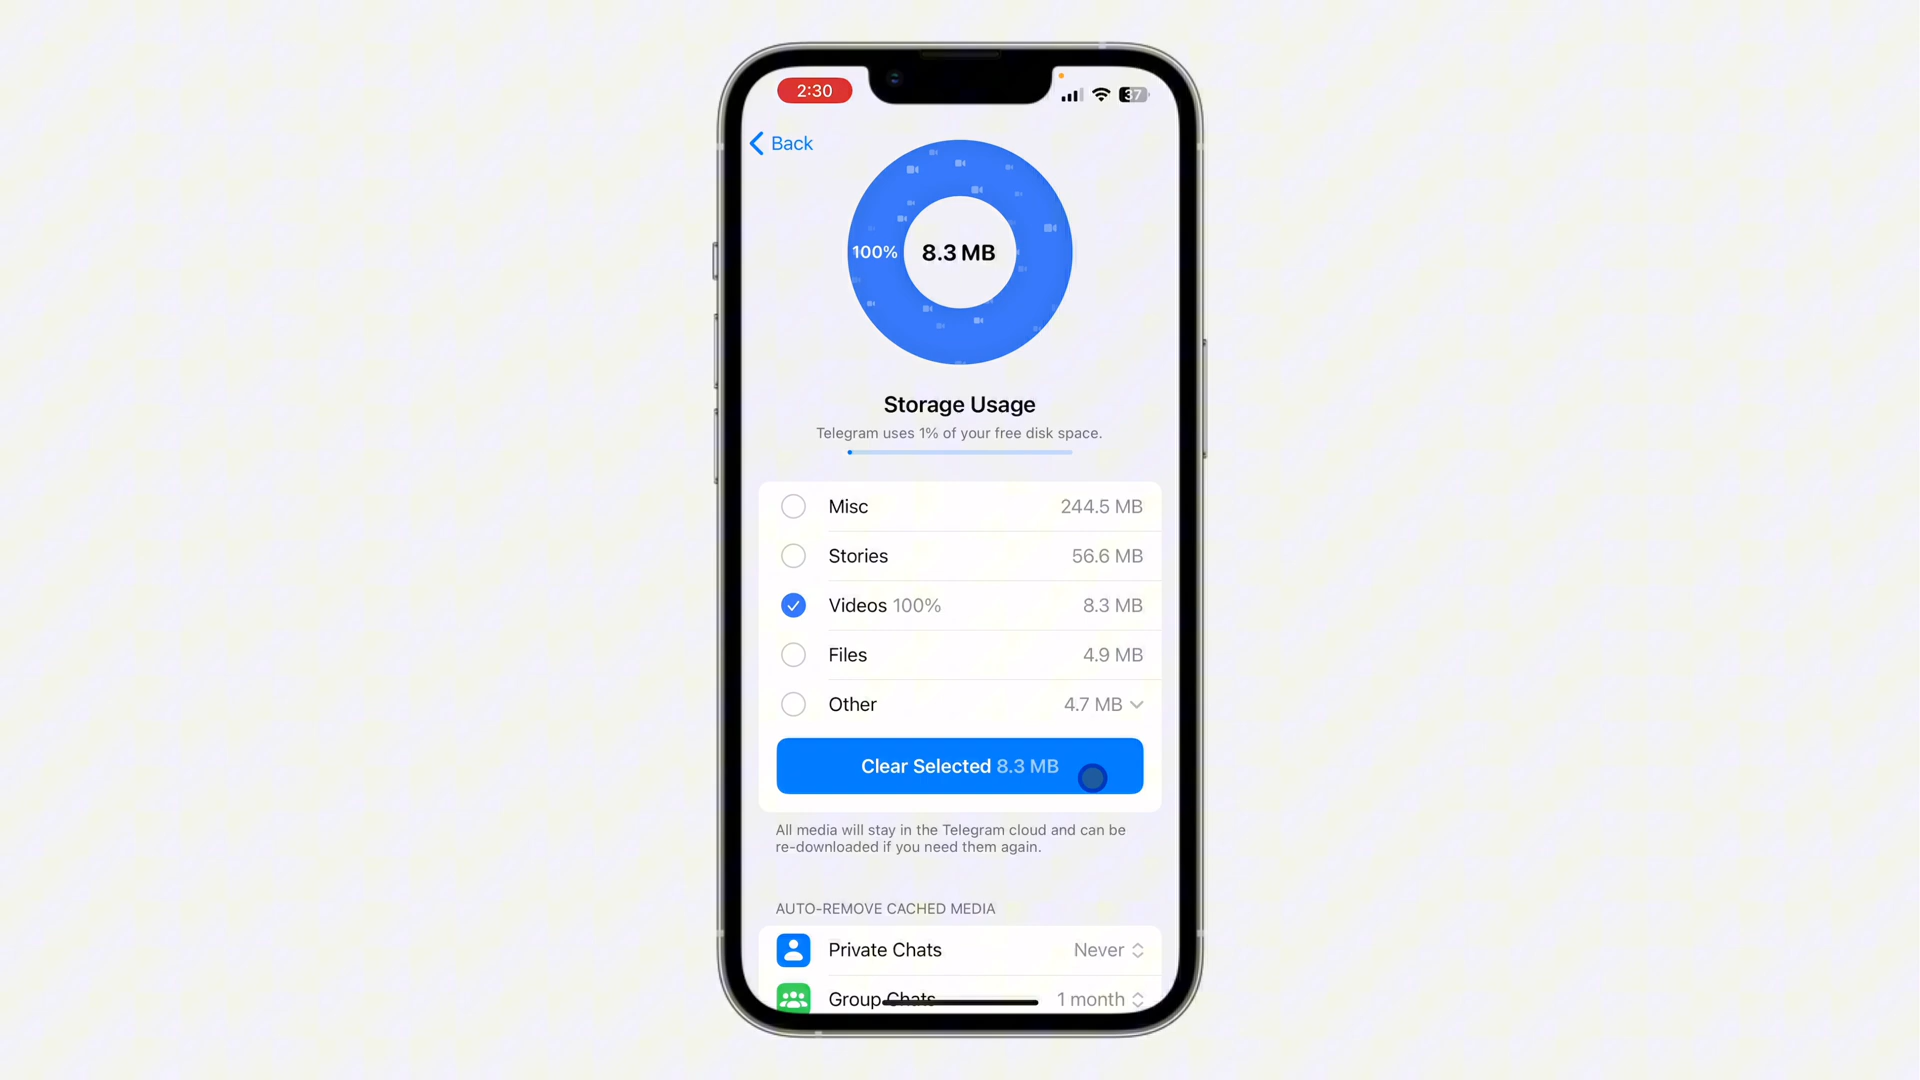 2:30
37
Back
100%
8.3 MB
Storage Usage
Telegram uses 1% of your free disk space.
Misc 244.5 MB
Stories 56.6 MB
Videos 100% 8.3 MB
Files 4.9 MB
Other 4.7 MB
Clear Selected 8.3 MB
All media will stay in the Telegram cloud and can be
re-downloaded if you need them again.
AUTO-REMOVE CACHED MEDIA
Private Chats Never
Group Chats 1 month